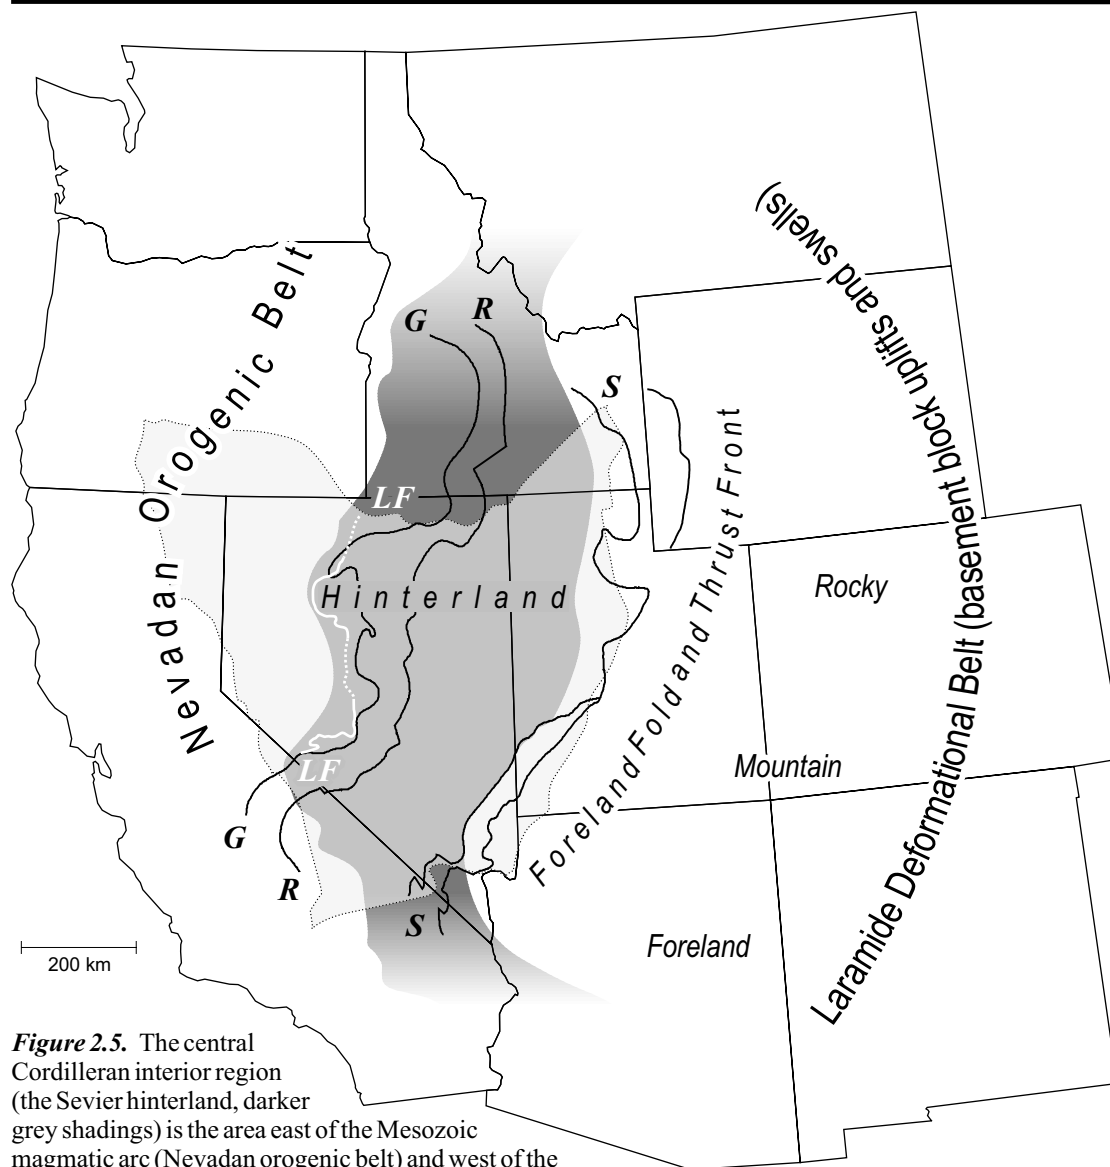 Nevadan Orogenic Belt
G
R
S
LF
Hinterland
LF
G
R
S
Foreland Fold and Thrust Front
Laramide Deformational Belt (basement block uplifts and swells)
Rocky
Mountain
Foreland
200 km
Figure 2.5. The central
Cordilleran interior region
(the Sevier hinterland, darker
grey shadings) is the area east of the Mesozoic
magmatic arc (Nevadan orogenic belt) and west of the